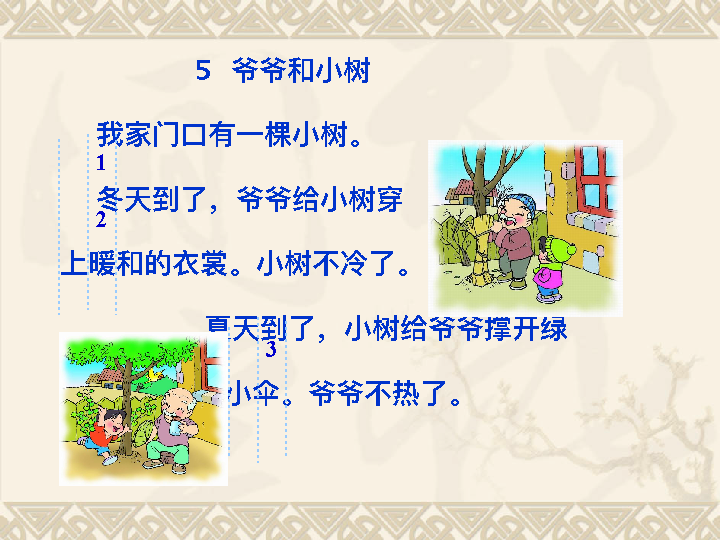 5 爷爷和小树
我家门口有一棵小树。
1
冬天到了，爷爷给小树穿
2
上暖和的衣裳。小树不冷了。
夏天到了，小树给爷爷撑开绿
3
小伞。爷爷不热了。